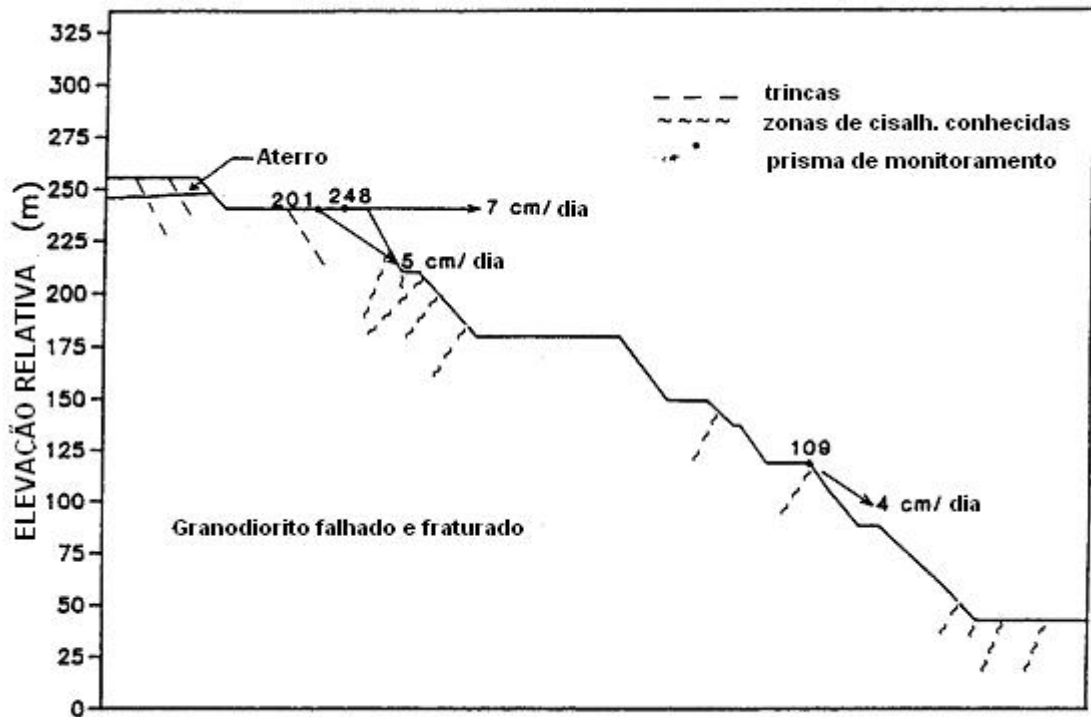 325
300
275
250
225
200
175
150
125
100
75
50
25
0
ELEVAÇÃO RELATIVA (m)
trincas
zonas de cisalh. conhecidas
prisma de monitoramento
Aterro
201 248
7 cm/ dia
5 cm/ dia
109
4 cm/ dia
Granodiorito falhado e fraturado